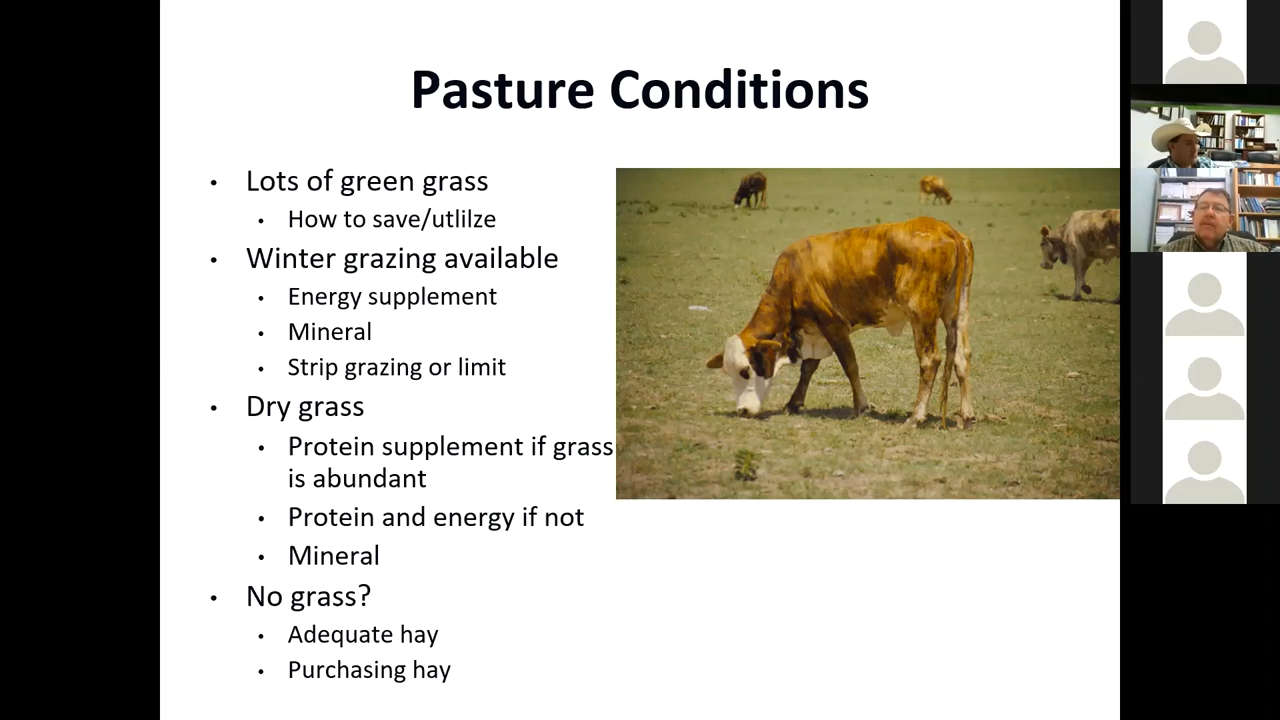 Pasture Conditions
• Lots of green grass
• How to save/utlilze
• Winter grazing available
• Energy supplement
• Mineral
• Strip grazing or limit
• Dry grass
• Protein supplement if grass
is abundant
• Protein and energy if not
• Mineral
• No grass?
• Adequate hay
• Purchasing hay